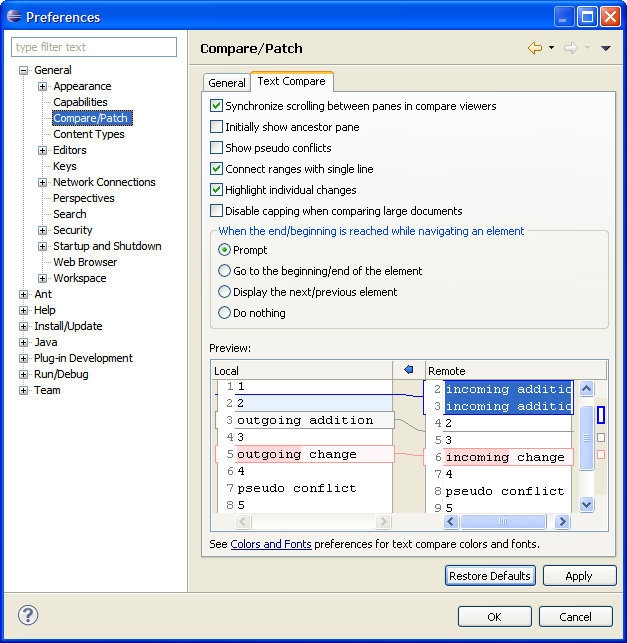 Preferences
type filter text
General
Appearance
Capabilities
Compare/Patch
Content Types
Editors
Keys
Network Connections
Perspectives
Search
Security
Startup and Shutdown
Web Browser
Workspace
Ant
Help
Install/Update
Java
Plug-in Development
Run/Debug
Team
Compare/Patch
General Text Compare
Synchronize scrolling between panes in compare viewers
Initially show ancestor pane
Show pseudo conflicts
Connect ranges with single line
Highlight individual changes
Disable capping when comparing large documents
When the end/beginning is reached while navigating an element
Prompt
Go to the beginning/end of the element
Display the next/previous element
Do nothing
Preview:
Local
1 1
2 2
3 outgoing addition
4 3
5 outgoing change
6 4
7 pseudo conflict
8 5
Remote
2 incoming additio
3 incoming additio
4 2
5 3
6 incoming change
7 4
8 pseudo conflict
9 5
See Colors and Fonts preferences for text compare colors and fonts.
Restore Defaults Apply
? OK Cancel